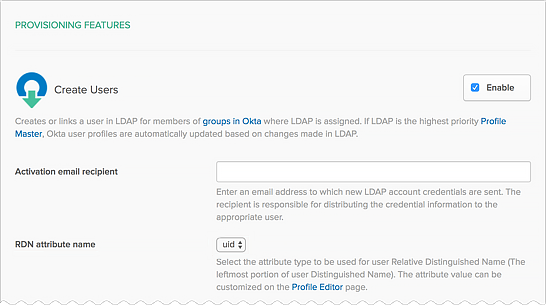 PROVISIONING FEATURES
Create Users
Enable
Creates or links a user in LDAP for members of groups in Okta where LDAP is assigned. If LDAP is the highest priority Profile
Master, Okta user profiles are automatically updated based on changes made in LDAP.
Activation email recipient
Enter an email address to which new LDAP account credentials are sent. The
recipient is responsible for distributing the credential information to the
appropriate user.
RDN attribute name
uid
Select the attribute type to be used for user Relative Distinguished Name (The
leftmost portion of user Distinguished Name). The attribute value can be
customized on the Profile Editor page.